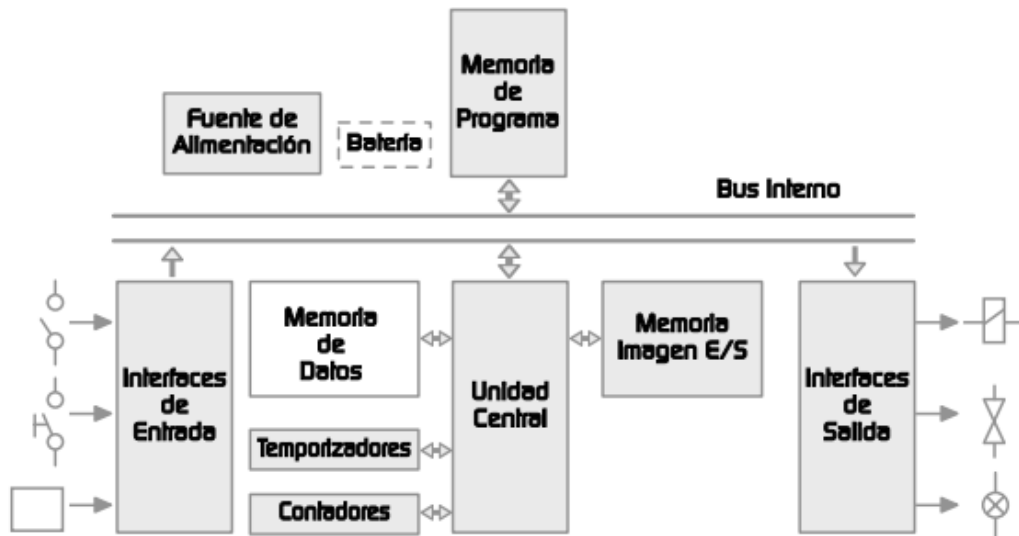 Memoria
de
Programa
Fuente de
Alimentación
Batería
Bus Interno
Interfaces
de
Entrada
Memoria
de
Datos
Temporizadores
Contadores
Unidad
Central
Memoria
Imagen E/S
Interfaces
de
Salida